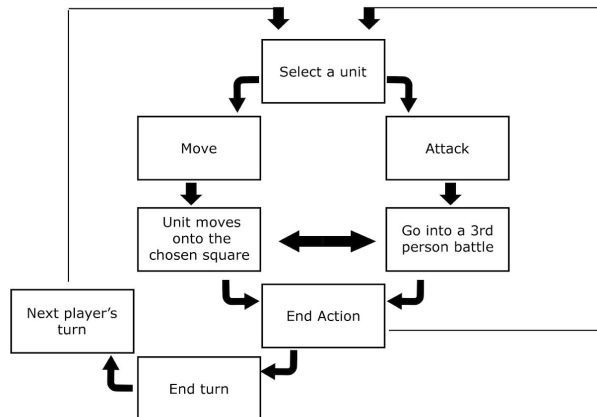 Select a unit
Move
Attack
Unit moves
onto the
chosen square
Go into a 3rd
person battle
Next player's
turn
End Action
End turn